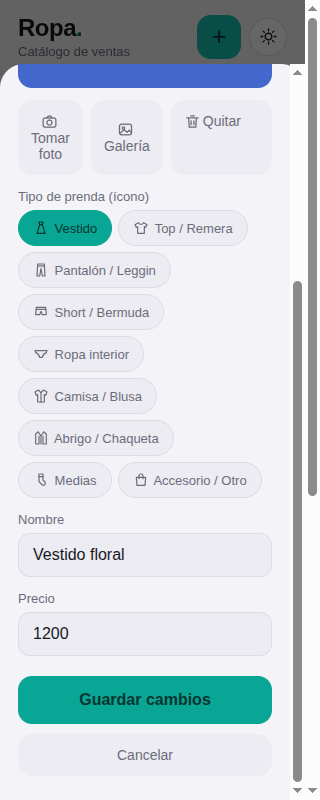 Ropa.
Catálogo de ventas
Tomar
foto
Galería
Quitar
Tipo de prenda (ícono)
Vestido
Top / Remera
Pantalón / Leggin
Short / Bermuda
Ropa interior
Camisa / Blusa
Abrigo / Chaqueta
Medias
Accesorio / Otro
Nombre
Vestido floral
Precio
1200
Guardar cambios
Cancelar